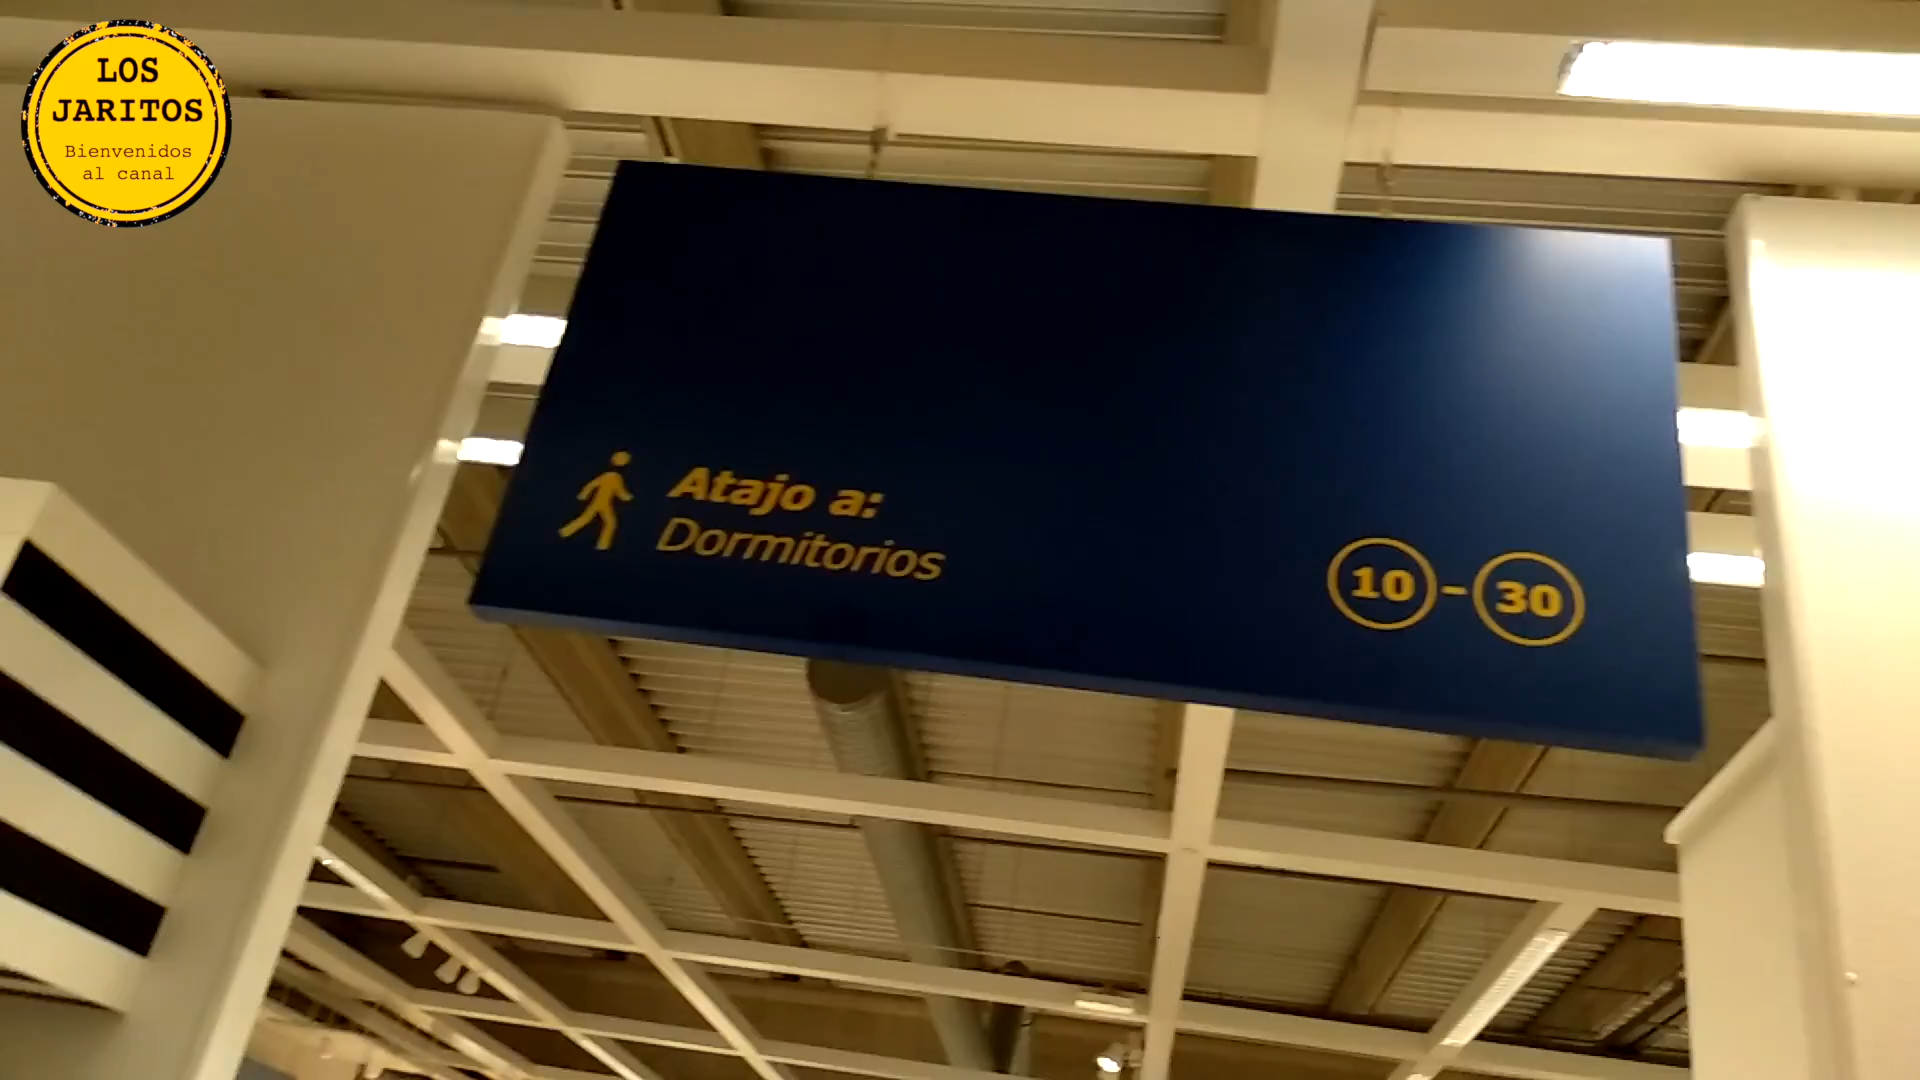 LOS
JARITOS
Bienvenidos
al canal
Atajo a:
Dormitorios
10 - 30